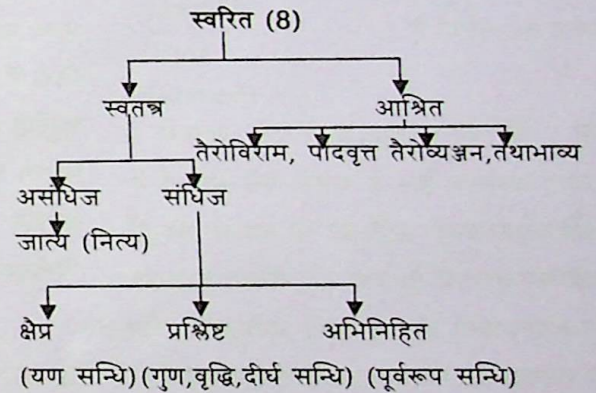 स्वरित (8)
स्वतन्त्र आश्रित
तैरोविराम, पादवृत्त तैरोव्यञ्जन,तथाभाव्य
असंधिज संधिज
जात्य (नित्य)
क्षैप्र प्रश्लिष्ट अभिनिहित
(यण सन्धि) (गुण,वृद्धि,दीर्घ सन्धि) (पूर्वरूप सन्धि)